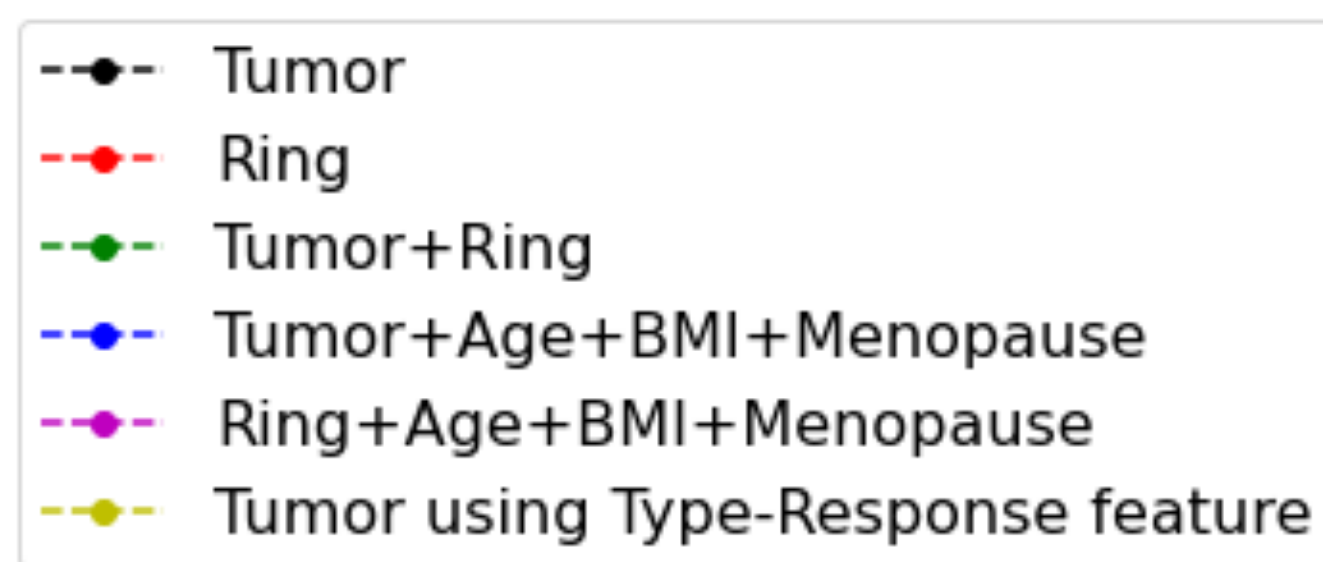 Tumor
Ring
Tumor+Ring
Tumor+Age+BMI+Menopause
Ring+Age+BMI+Menopause
Tumor using Type-Response feature